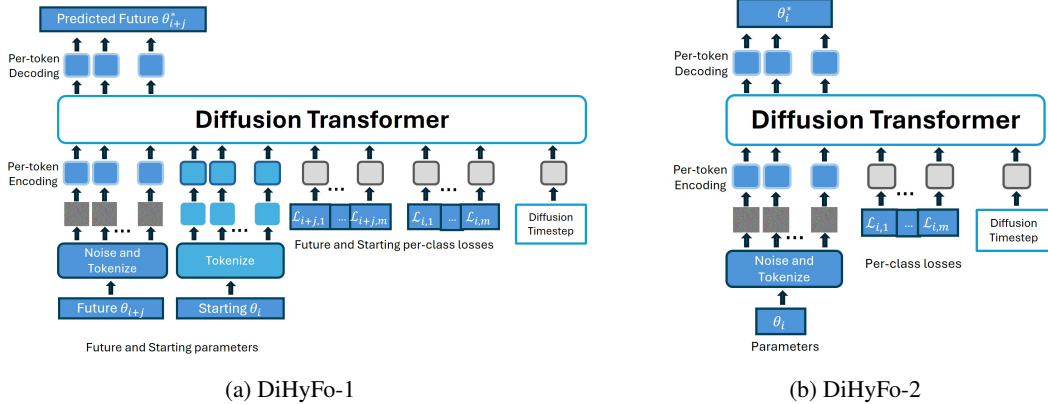 Predicted Future θ*ᵢ₊ⱼ
Per-token
Decoding
Diffusion Transformer
Per-token
Encoding
...
...
...
...
Noise and
Tokenize
Tokenize
ℒᵢ₊ⱼ,₁ ... ℒᵢ₊ⱼ,ₘ
ℒᵢ,₁ ... ℒᵢ,ₘ
Diffusion
Timestep
Future and Starting per-class losses
Future θᵢ₊ⱼ
Starting θᵢ
Future and Starting parameters
(a) DiHyFo-1
θ*ᵢ
Per-token
Decoding
Diffusion Transformer
Per-token
Encoding
...
...
Noise and
Tokenize
ℒᵢ,₁ ... ℒᵢ,ₘ
Diffusion
Timestep
Per-class losses
θᵢ
Parameters
(b) DiHyFo-2